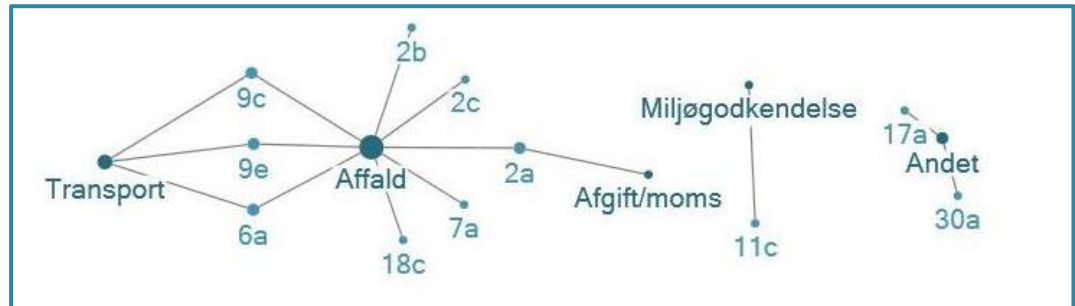 2b
9c
2c
Miljøgodkendelse
17a
9e
Affald
2a
Andet
Transport
Afgift/moms
6a
7a
30a
11c
18c